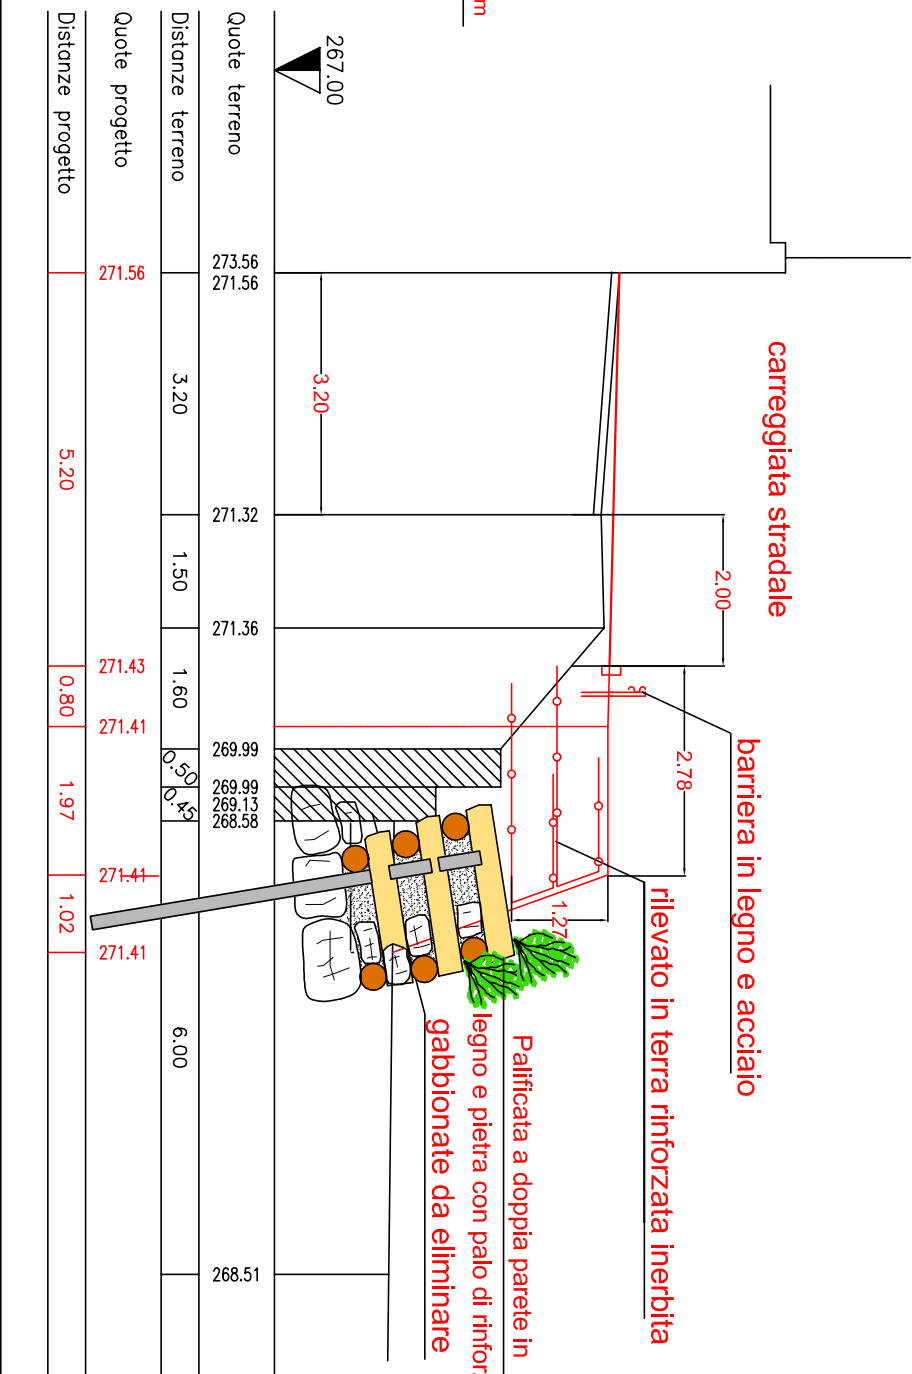 m
267.00
carreggiata stradale
2.00
2.78
barriera in legno e acciaio
rilevato in terra rinforzata inerbita
1.27
Palificata a doppia parete in
legno e pietra con palo di rinfor
gabbionate da eliminare
3.20
Quote terreno
273.56
271.56
271.32
271.36
269.99
269.99
269.13
268.58
268.51
Distanze terreno
3.20
1.50
1.60
0.50
0.45
6.00
Quote progetto
271.56
271.43
271.41
271.41
271.41
Distanze progetto
5.20
0.80
1.97
1.02